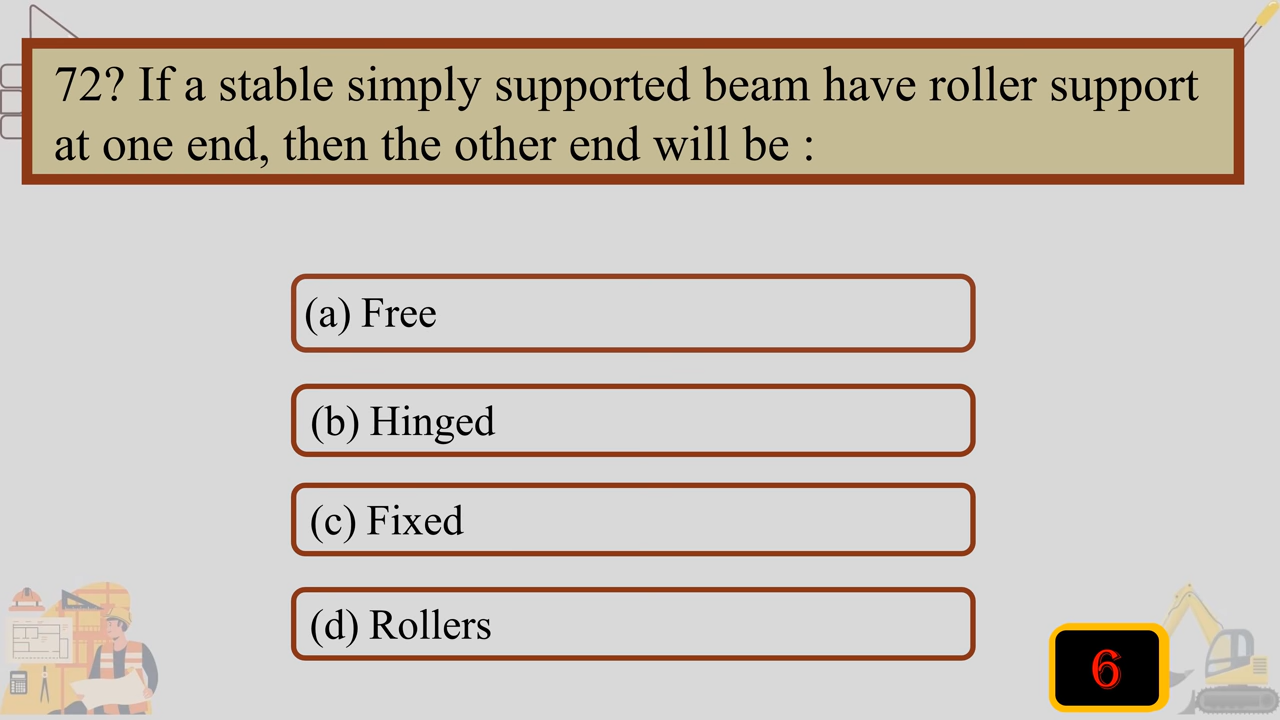 72? If a stable simply supported beam have roller support
at one end, then the other end will be :
(a) Free
(b) Hinged
(c) Fixed
(d) Rollers
6